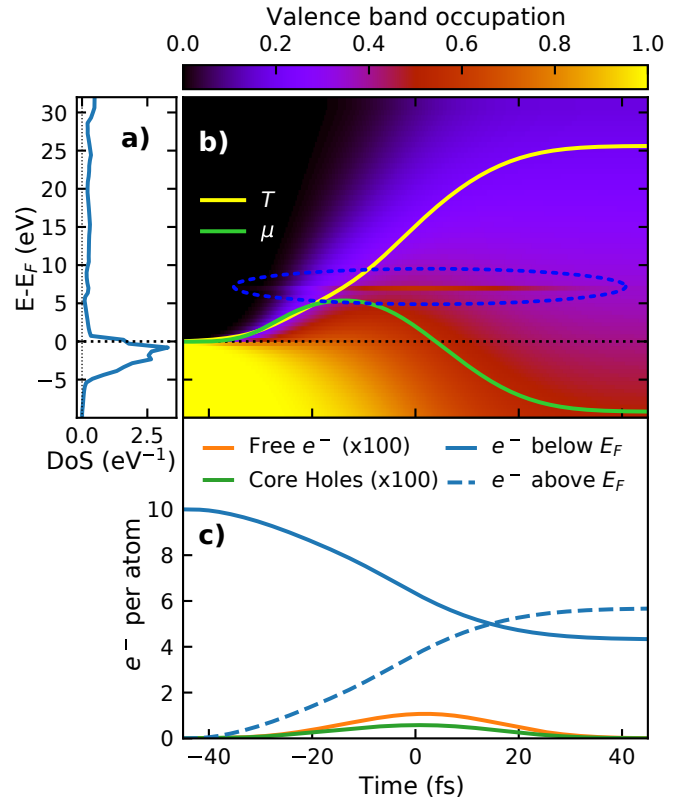 Valence band occupation
0.0 0.2 0.4 0.6 0.8 1.0
a)
b)
T
μ
E-E_F (eV)
30
25
20
15
10
5
0
−5
0.0 2.5
DoS (eV⁻¹)
Free e⁻ (x100)
Core Holes (x100)
e⁻ below E_F
e⁻ above E_F
c)
e⁻ per atom
10
8
6
4
2
0
−40 −20 0 20 40
Time (fs)